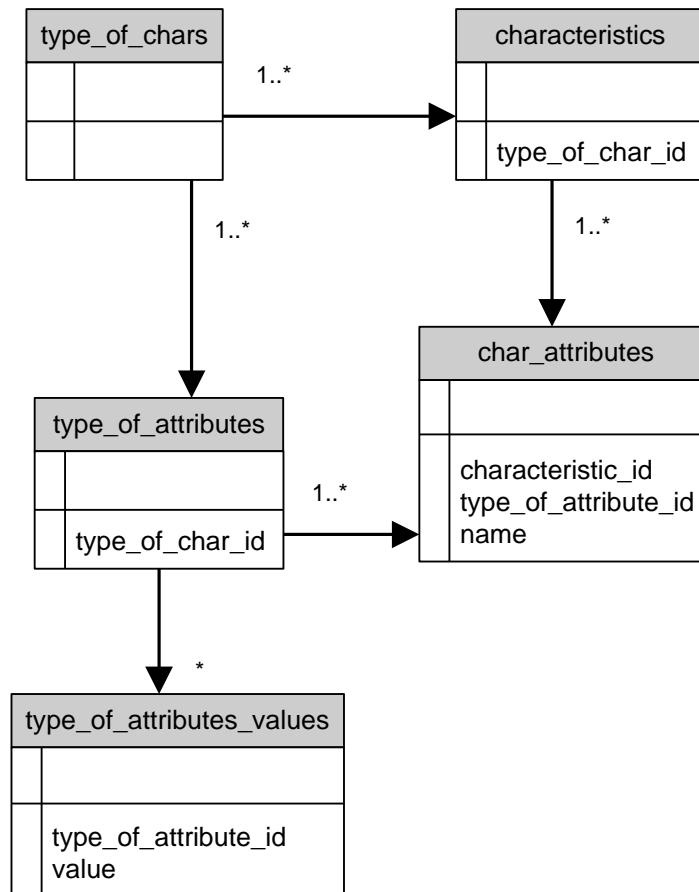 type_of_chars
characteristics
1..*
type_of_char_id
1..*
1..*
char_attributes
type_of_attributes
characteristic_id
1..*
type_of_attribute_id
type_of_char_id
name
*
type_of_attributes_values
type_of_attribute_id
value